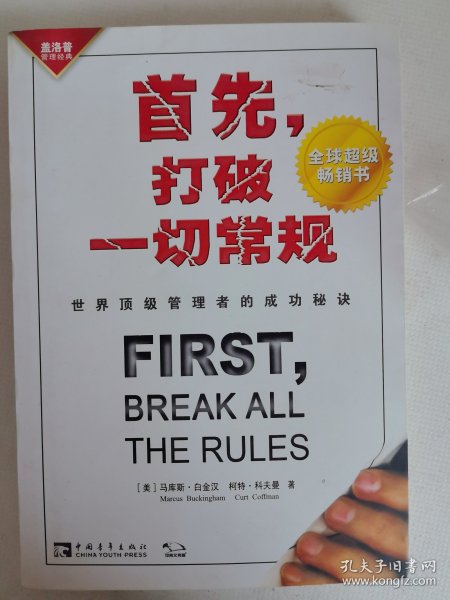 盖洛普
管理经典
首先，
打破
一切常规
全球超级
畅销书
世界顶级管理者的成功秘诀
FIRST,
BREAK ALL
THE RULES
［美］马库斯·白金汉 柯特·科夫曼 著
Marcus Buckingham Curt Coffman
中国青年出版社
CHINA YOUTH PRESS
孔夫子旧书网
www.kongfz.com